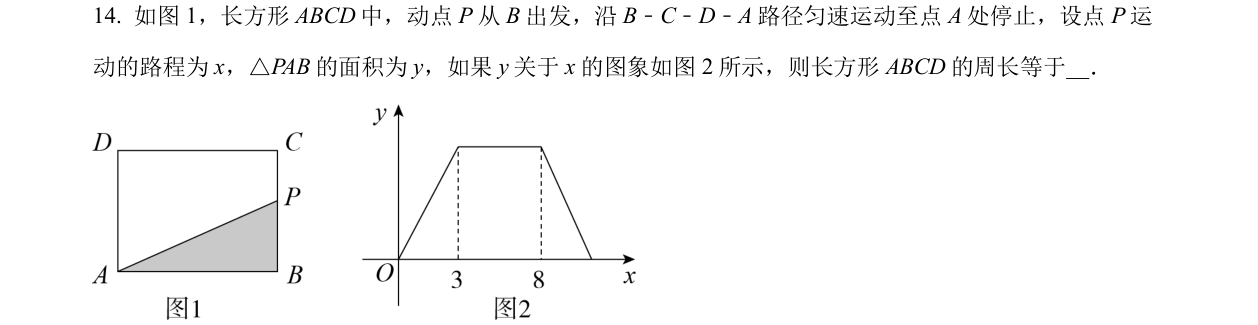 14. 如图1，长方形 ABCD 中，动点 P 从 B 出发，沿 B﹣C﹣D﹣A 路径匀速运动至点 A 处停止，设点 P 运
动的路程为 x，△PAB 的面积为 y，如果 y 关于 x 的图象如图 2 所示，则长方形 ABCD 的周长等于__．
D C
P
A B
图1
y
O 3 8 x
图2